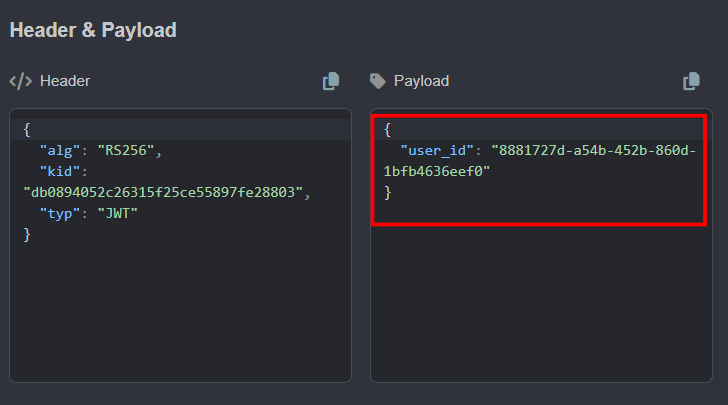 Header & Payload
</> Header
{
"alg": "RS256",
"kid":
"db0894052c26315f25ce55897fe28803",
"typ": "JWT"
}
Payload
{
"user_id": "8881727d-a54b-452b-860d-
1bfb4636eef0"
}